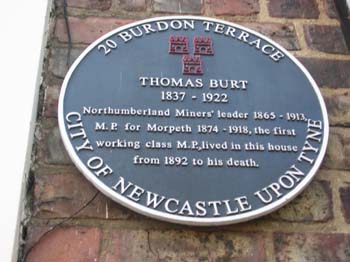 20 BURDON TERRACE
THOMAS BURT
1837 - 1922
Northumberland Miners' leader 1865 - 1913,
M.P. for Morpeth 1874 - 1918, the first
working class M.P., lived in this house
from 1892 to his death.
CITY OF NEWCASTLE UPON TYNE